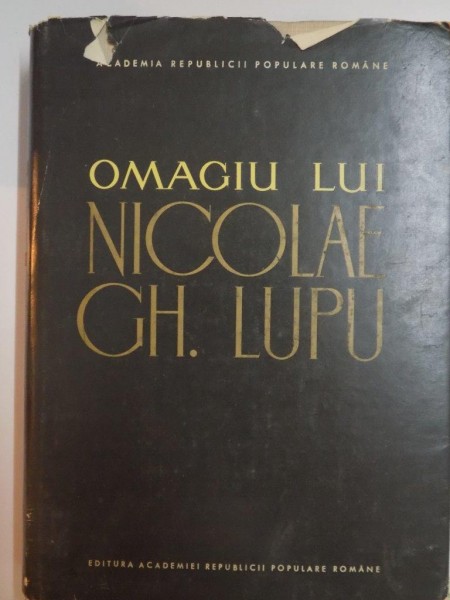 ACADEMIA REPUBLICII POPULARE ROMÂNE
OMAGIU LUI
NICOLAE
GH. LUPU
EDITURA ACADEMIEI REPUBLICII POPULARE ROMÂNE